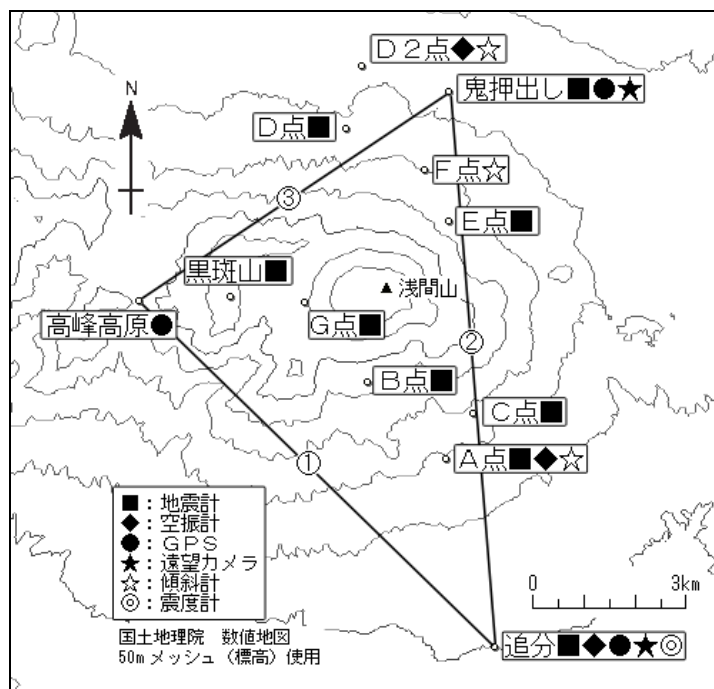 D2点◆☆
N
鬼押出し■●★
D点■
F点☆
③
E点■
黒斑山■
▲浅間山
高峰高原●
G点■
②
B点■
C点■
①
A点■◆☆
■:地震計
◆:空振計
●:GPS
★:遠望カメラ
☆:傾斜計
◎:震度計
0 3km
国土地理院 数値地図
50mメッシュ(標高)使用
追分■◆●★◎